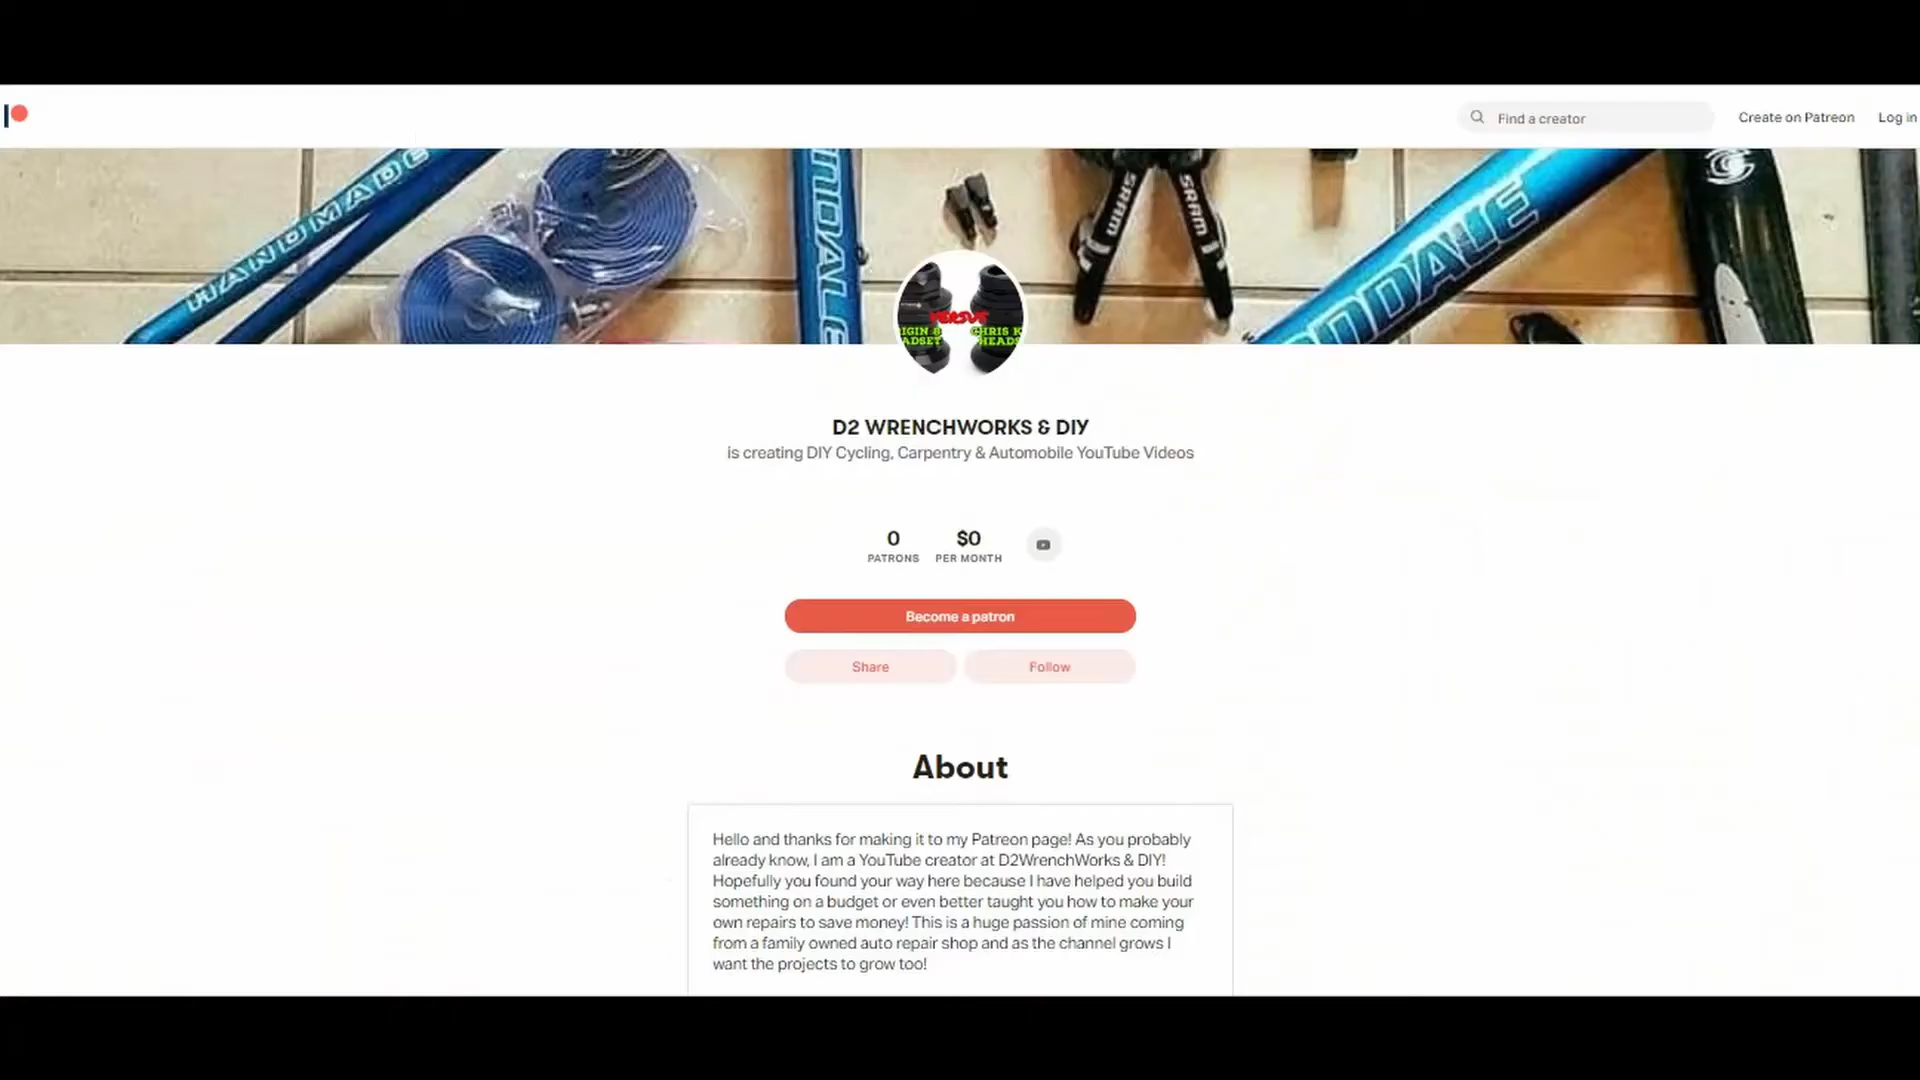 Find a creator
Create on Patreon
Log in
HANDMADE
NDALE
SRAM
SRAM
NDALE
VERSUS
D2 WRENCHWORKS & DIY
is creating DIY Cycling, Carpentry & Automobile YouTube Videos
0
PATRONS
$0
PER MONTH
Become a patron
Share
Follow
About
Hello and thanks for making it to my Patreon page! As you probably
already know, I am a YouTube creator at D2WrenchWorks & DIY!
Hopefully you found your way here because I have helped you build
something on a budget or even better taught you how to make your
own repairs to save money! This is a huge passion of mine coming
from a family owned auto repair shop and as the channel grows I
want the projects to grow too!